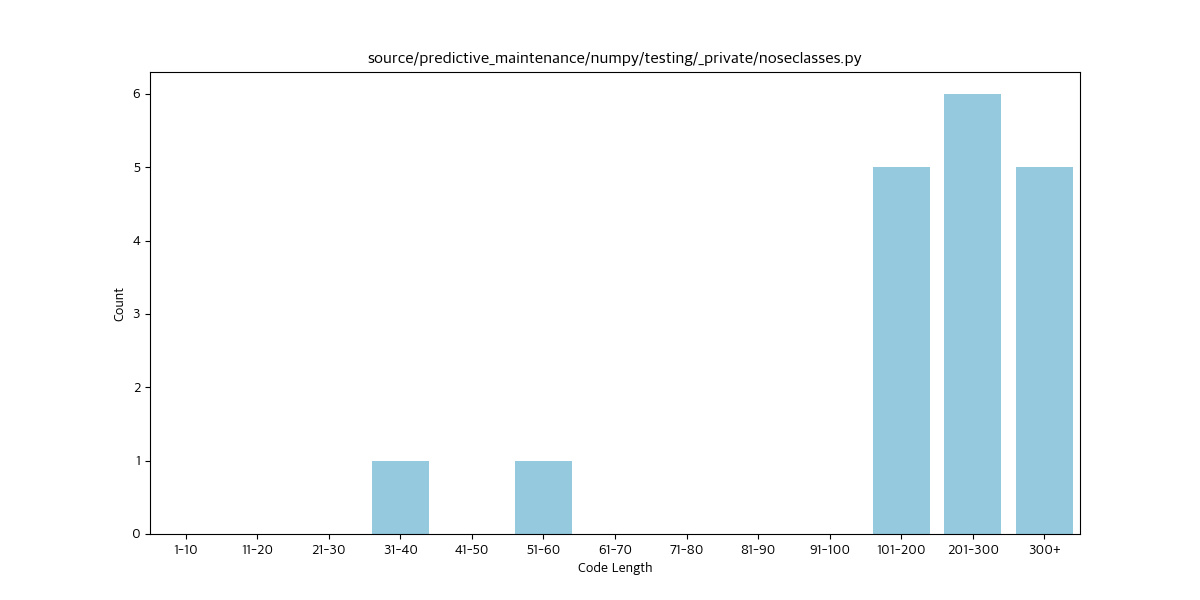 source/predictive_maintenance/numpy/testing/_private/noseclasses.py
6
5
4
3
2
1
0
Count
1-10 11-20 21-30 31-40 41-50 51-60 61-70 71-80 81-90 91-100 101-200 201-300 300+
Code Length